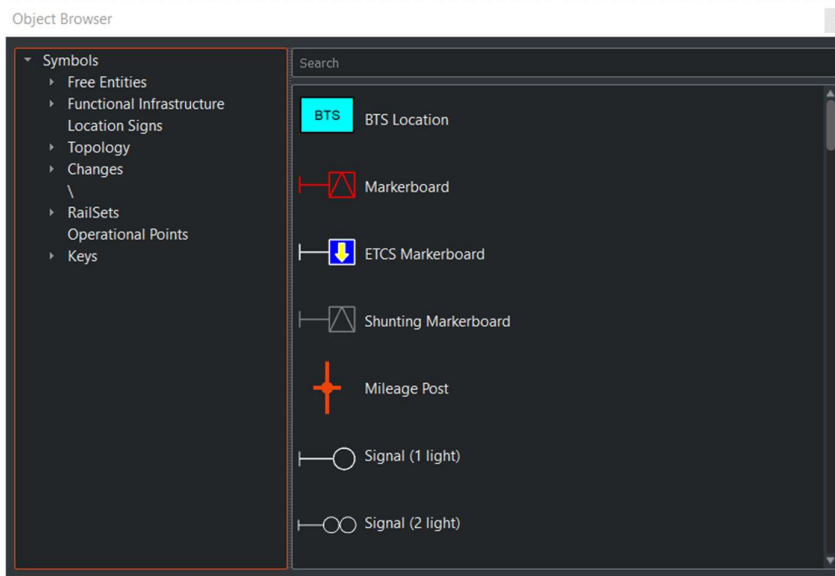 Object Browser
Symbols
Free Entities
Functional Infrastructure
Location Signs
Topology
Changes
\
RailSets
Operational Points
Keys
Search
BTS BTS Location
Markerboard
ETCS Markerboard
Shunting Markerboard
Mileage Post
Signal (1 light)
Signal (2 light)